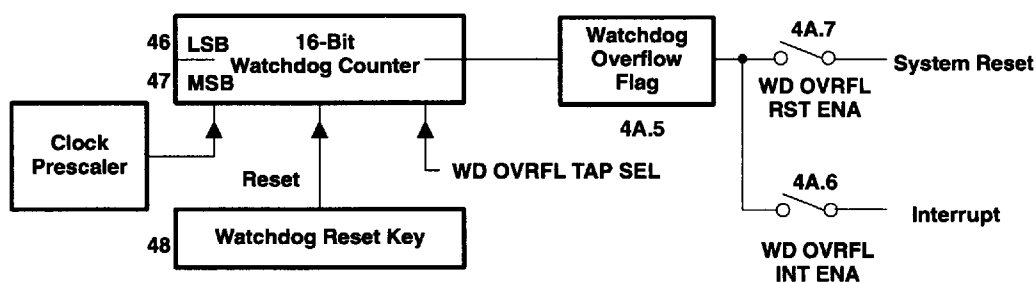 46
LSB
16-Bit
Watchdog Counter
47
MSB
Watchdog
Overflow
Flag
4A.5
4A.7
System Reset
WD OVRFL
RST ENA
Clock
Prescaler
Reset
WD OVRFL TAP SEL
4A.6
Interrupt
WD OVRFL
INT ENA
48
Watchdog Reset Key